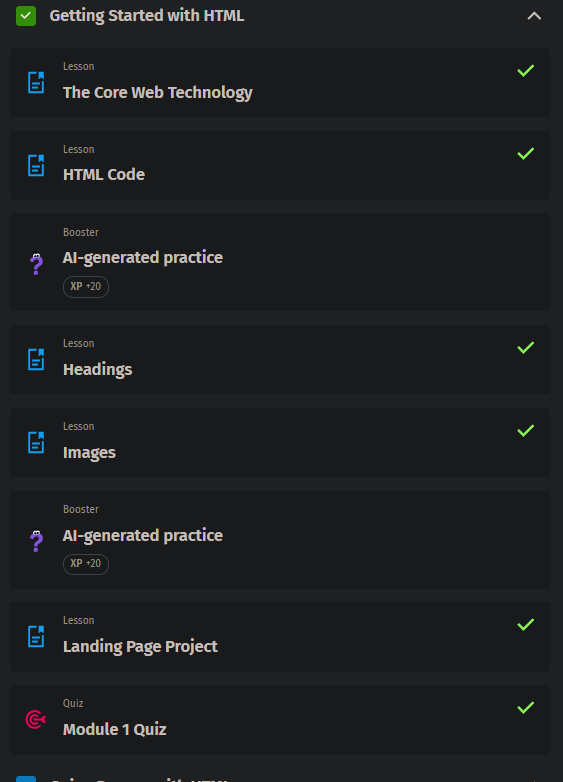 Getting Started with HTML
Lesson
The Core Web Technology
Lesson
HTML Code
Booster
AI-generated practice
XP +20
Lesson
Headings
Lesson
Images
Booster
AI-generated practice
XP +20
Lesson
Landing Page Project
Quiz
Module 1 Quiz